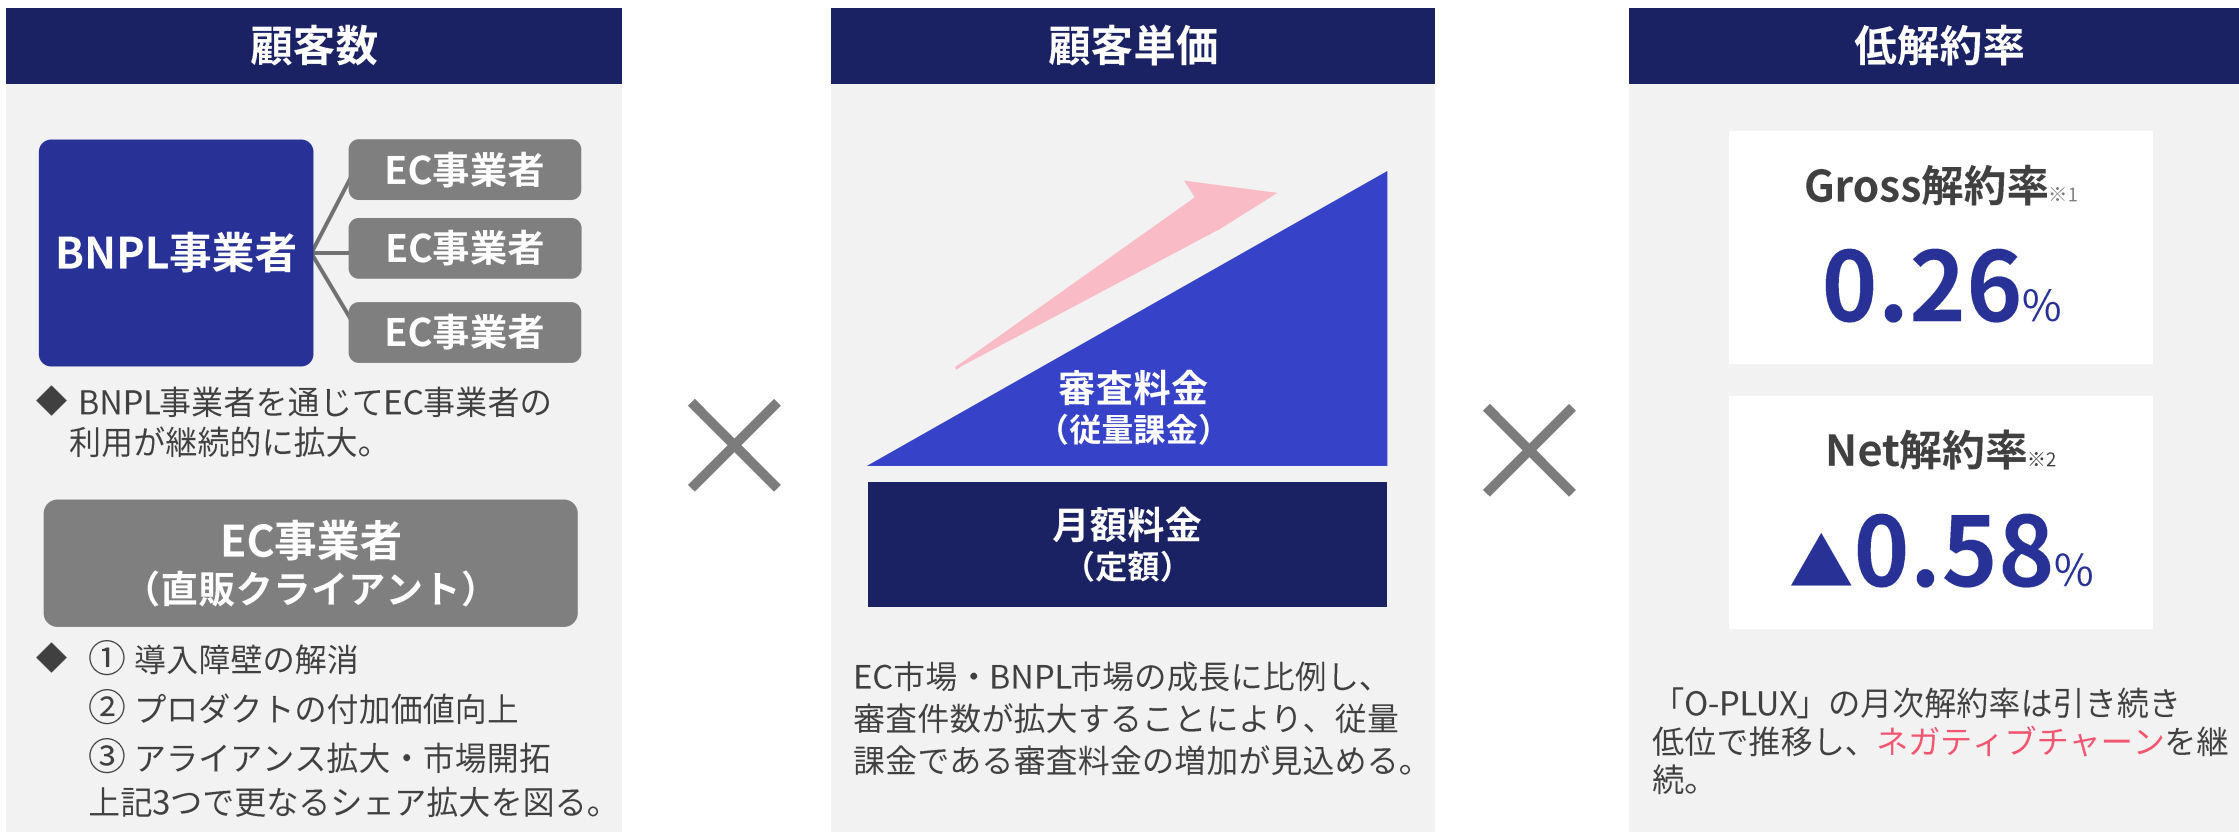 顧客数
BNPL事業者
EC事業者
EC事業者
EC事業者
◆ BNPL事業者を通じてEC事業者の
利用が継続的に拡大。
EC事業者
（直販クライアント）
◆ ① 導入障壁の解消
② プロダクトの付加価値向上
③ アライアンス拡大・市場開拓
上記3つで更なるシェア拡大を図る。
×
顧客単価
審査料金
（従量課金）
月額料金
（定額）
EC市場・BNPL市場の成長に比例し、
審査件数が拡大することにより、従量
課金である審査料金の増加が見込める。
×
低解約率
Gross解約率※1
0.26%
Net解約率※2
▲0.58%
「O-PLUX」の月次解約率は引き続き
低位で推移し、ネガティブチャーンを継
続。